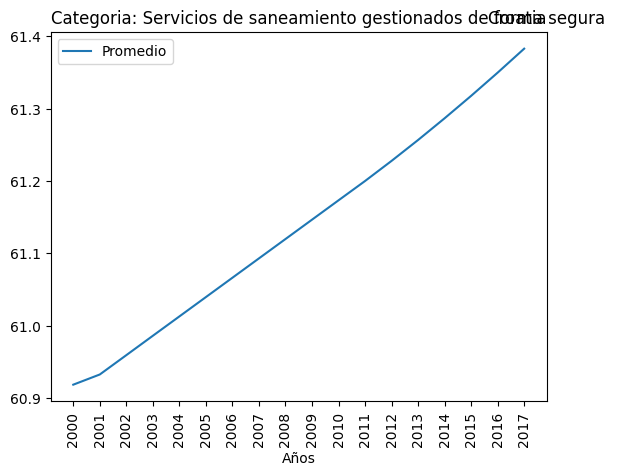 Categoria: Servicios de saneamiento gestionados de forma segura
Croatia
Promedio
61.4
61.3
61.2
61.1
61.0
60.9
2000 2001 2002 2003 2004 2005 2006 2007 2008 2009 2010 2011 2012 2013 2014 2015 2016 2017
Años